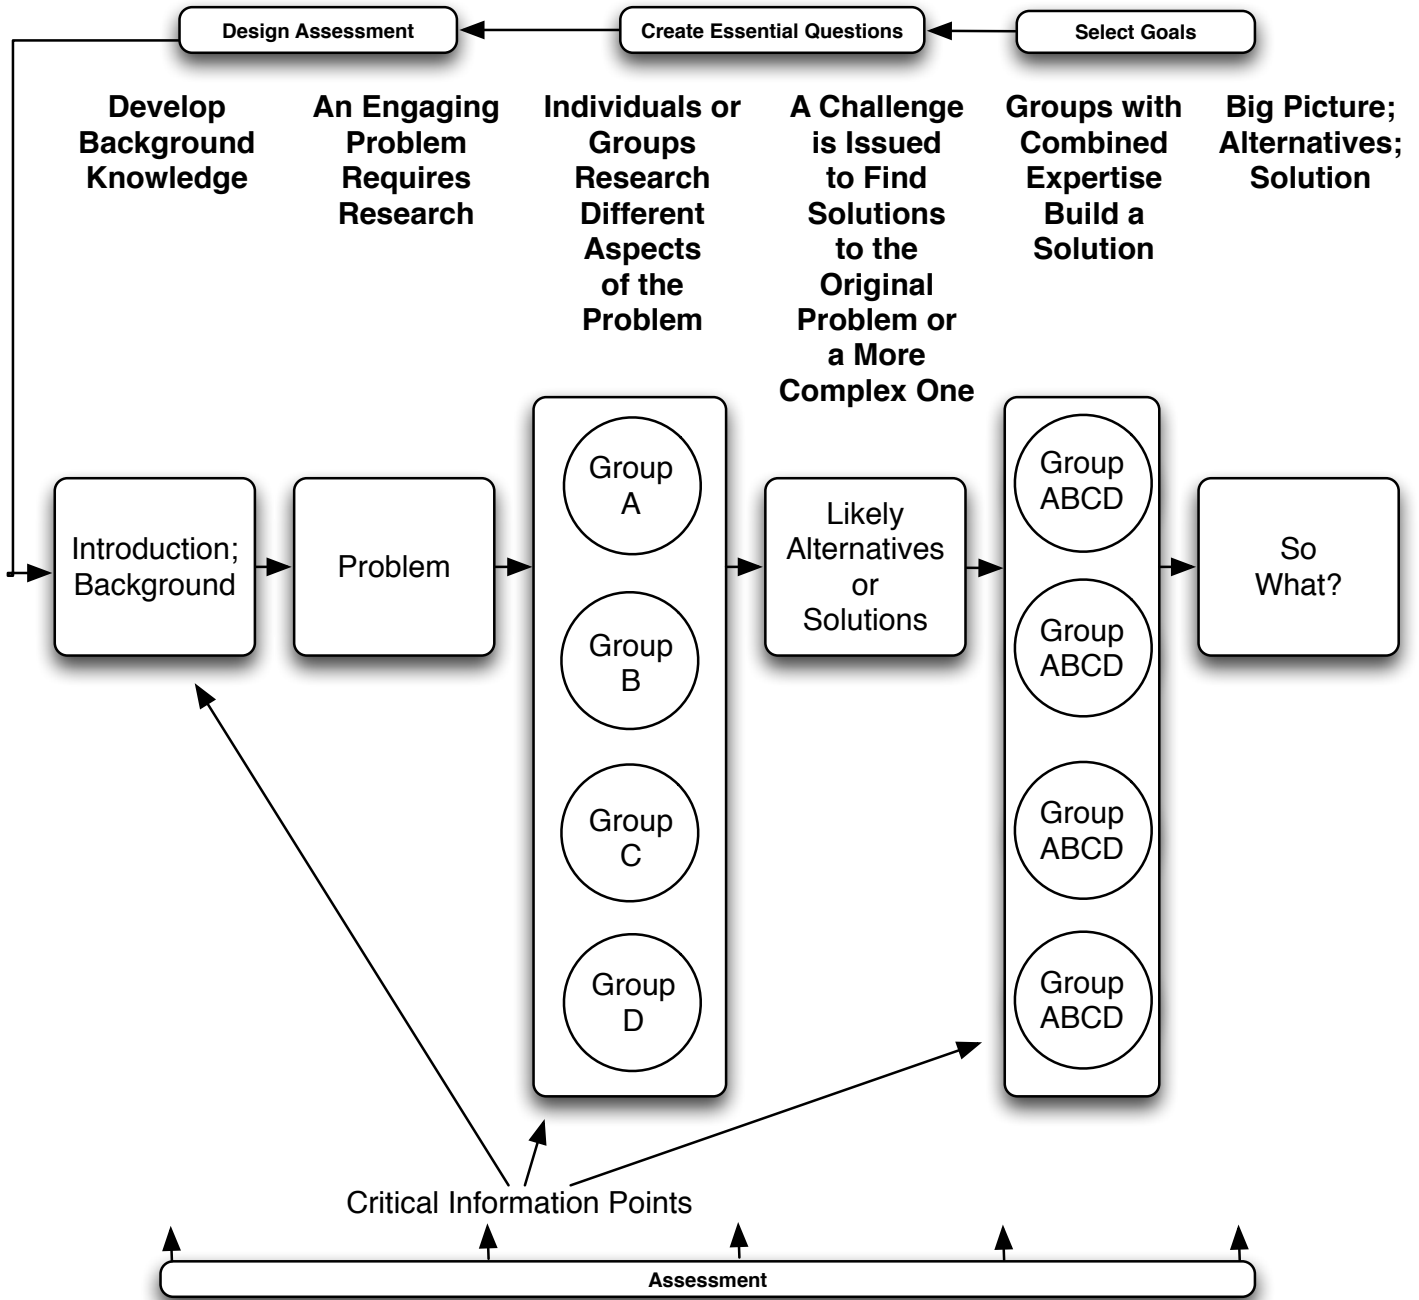 Design Assessment
Create Essential Questions
Select Goals
Develop
Background
Knowledge
An Engaging
Problem
Requires
Research
Individuals or
Groups
Research
Different
Aspects
of the
Problem
A Challenge
is Issued
to Find
Solutions
to the
Original
Problem or
a More
Complex One
Groups with
Combined
Expertise
Build a
Solution
Big Picture;
Alternatives;
Solution
Introduction;
Background
Problem
Group
A
Group
B
Group
C
Group
D
Likely
Alternatives
or
Solutions
Group
ABCD
Group
ABCD
Group
ABCD
Group
ABCD
So
What?
Critical Information Points
Assessment